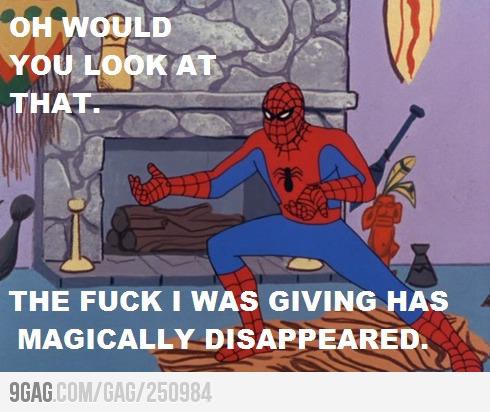 OH WOULD
YOU LOOK AT
THAT.
THE FUCK I WAS GIVING HAS
MAGICALLY DISAPPEARED.
9GAG.COM/GAG/250984